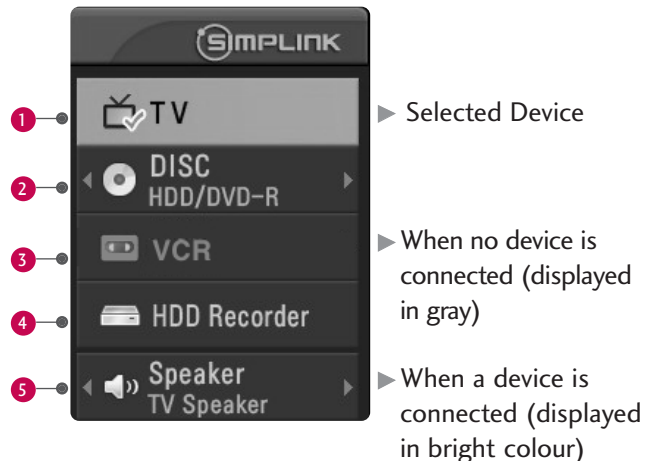 SIMPLINK
1 TV
Selected Device
2 DISC
HDD/DVD-R
3 VCR
When no device is
connected (displayed
in gray)
4 HDD Recorder
5 Speaker
TV Speaker
When a device is
connected (displayed
in bright colour)